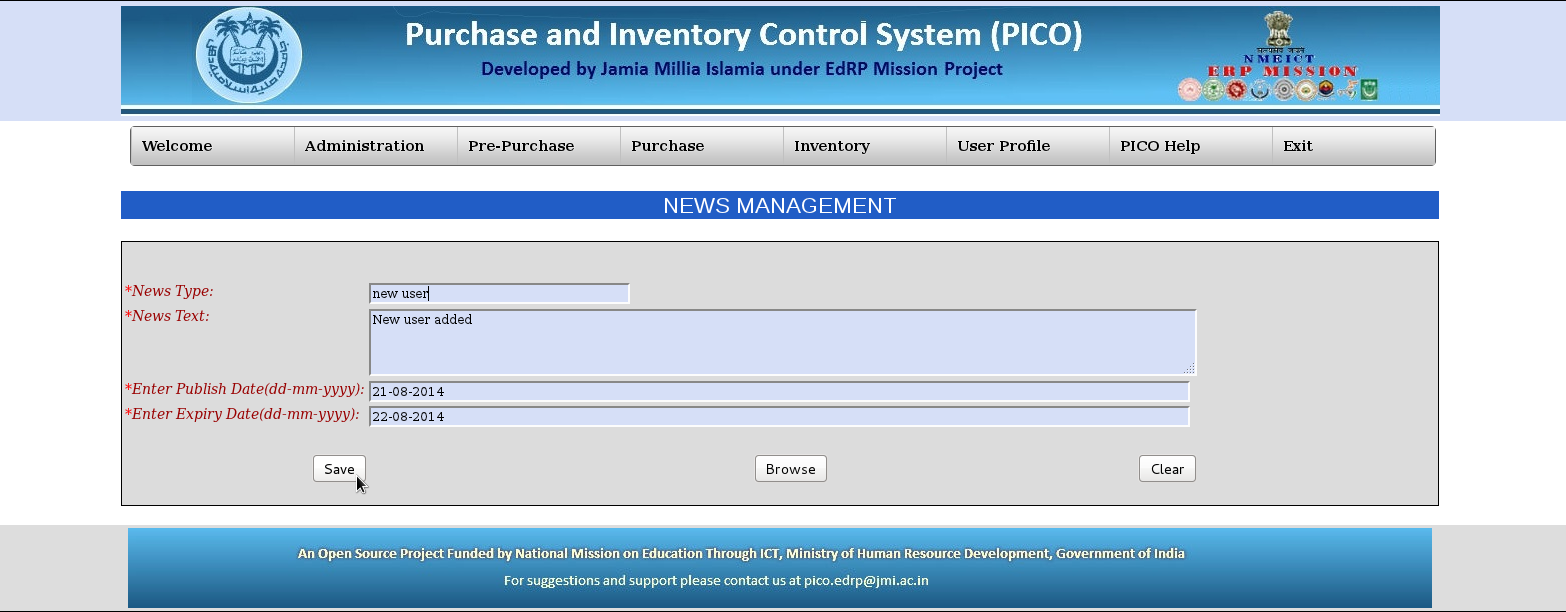 Purchase and Inventory Control System (PICO)
Developed by Jamia Millia Islamia under EdRP Mission Project
सत्यमेव जयते
NMEICT
ERP MISSION
Welcome Administration Pre-Purchase Purchase Inventory User Profile PICO Help Exit
NEWS MANAGEMENT
*News Type: new user
*News Text: New user added
*Enter Publish Date(dd-mm-yyyy): 21-08-2014
*Enter Expiry Date(dd-mm-yyyy): 22-08-2014
Save Browse Clear
An Open Source Project Funded by National Mission on Education Through ICT, Ministry of Human Resource Development, Government of India
For suggestions and support please contact us at pico.edrp@jmi.ac.in